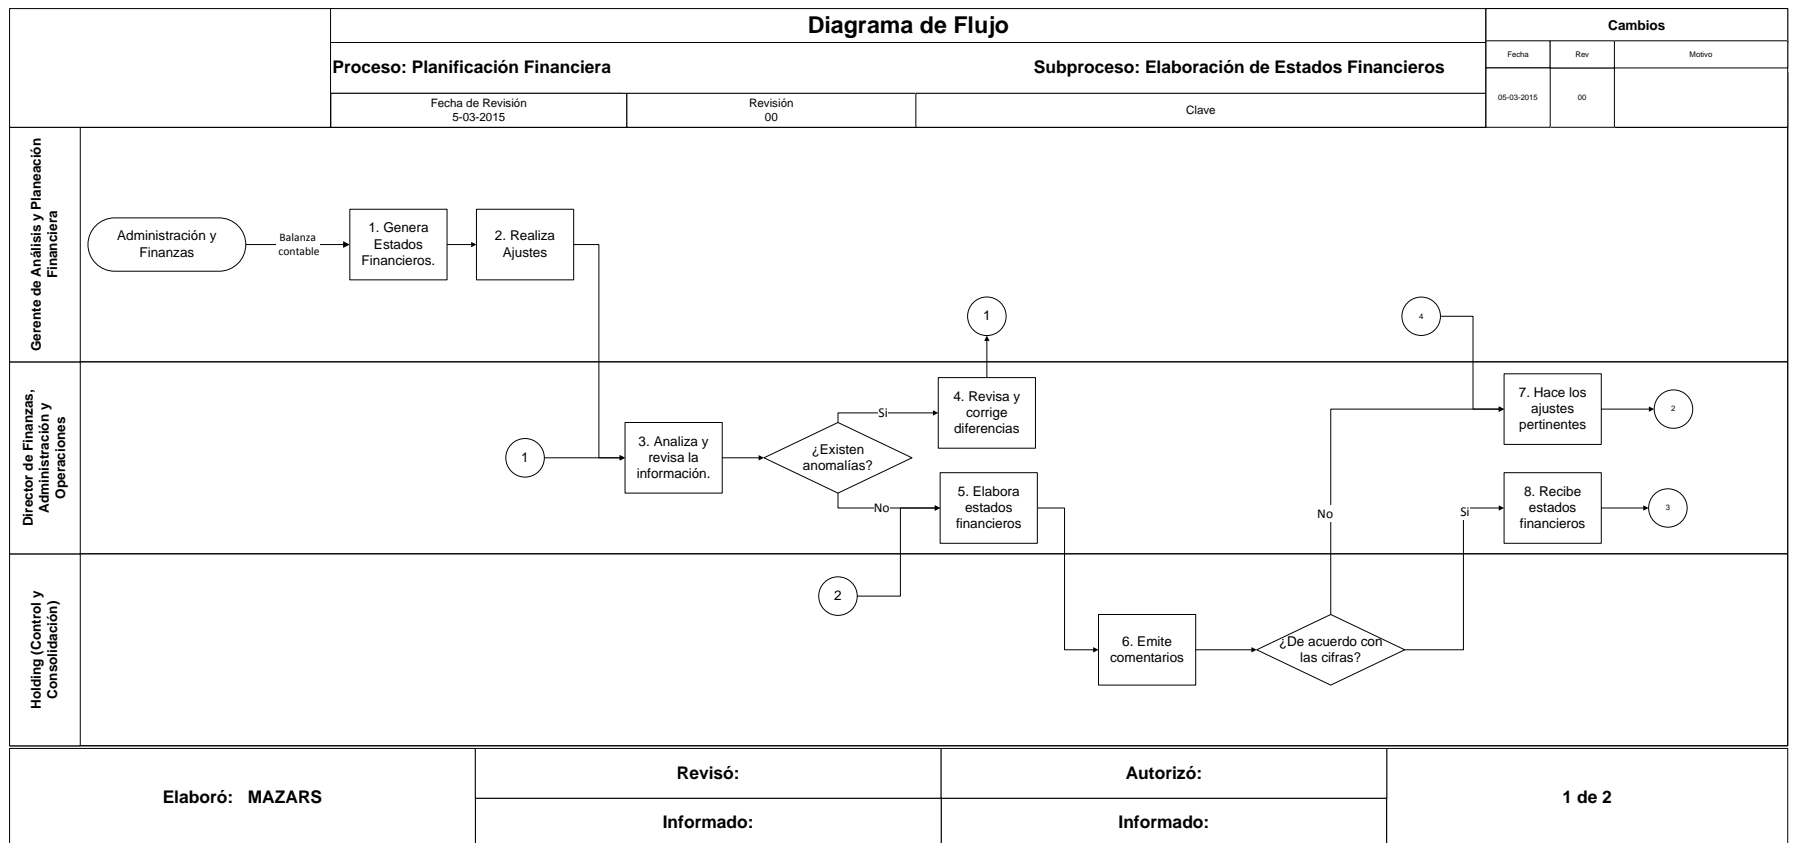 Diagrama de Flujo
Cambios
Proceso: Planificación Financiera
Subproceso: Elaboración de Estados Financieros
Fecha
Rev
Motivo
Fecha de Revisión
5-03-2015
Revisión
00
Clave
05-03-2015
00
Gerente de Análisis y Planeación
Financiera
Administración y
Finanzas
Balanza
contable
1. Genera
Estados
Financieros.
2. Realiza
Ajustes
1
4
Director de Finanzas,
Administración y
Operaciones
1
3. Analiza y
revisa la
información.
¿Existen
anomalías?
Si
4. Revisa y
corrige
diferencias
No
5. Elabora
estados
financieros
No
Si
7. Hace los
ajustes
pertinentes
2
8. Recibe
estados
financieros
3
Holding (Control y
Consolidación)
2
6. Emite
comentarios
¿De acuerdo con
las cifras?
Elaboró: MAZARS
Revisó:
Autorizó:
Informado:
Informado:
1 de 2